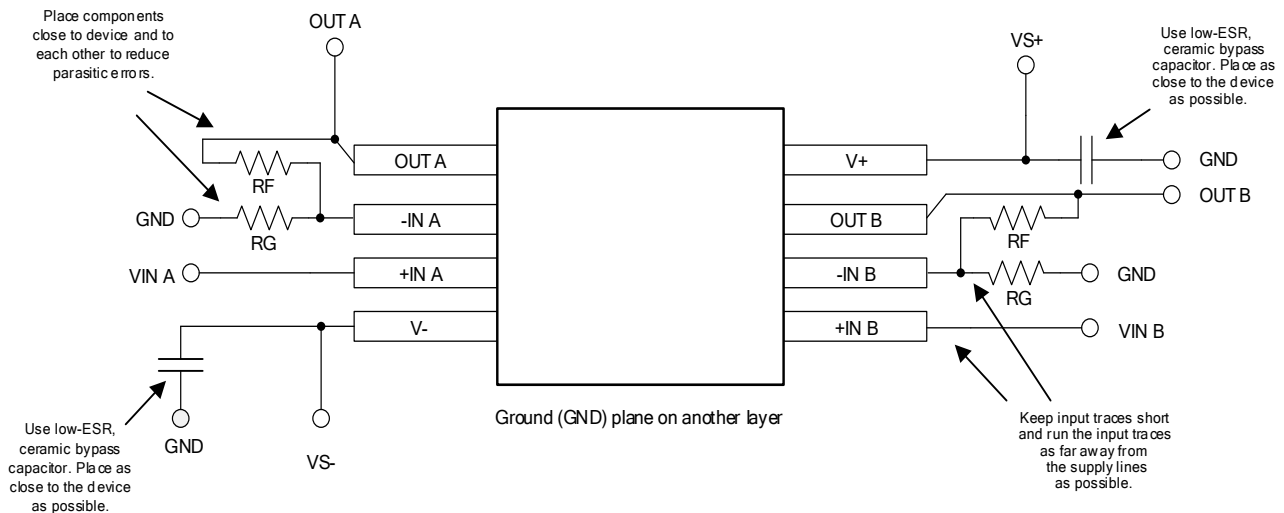 Place components
close to device and to
each other to reduce
parasitic errors.
OUT A
VS+
Use low-ESR,
ceramic bypass
capacitor. Place as
close to the device
as possible.
OUT A
V+
GND
RF
OUT B
GND
-IN A
OUT B
RG
RF
VIN A
+IN A
-IN B
GND
RG
V-
+IN B
VIN B
Use low-ESR,
ceramic bypass
capacitor. Place as
close to the device
as possible.
GND
VS-
Ground (GND) plane on another layer
Keep input traces short
and run the input traces
as far away from
the supply lines
as possible.